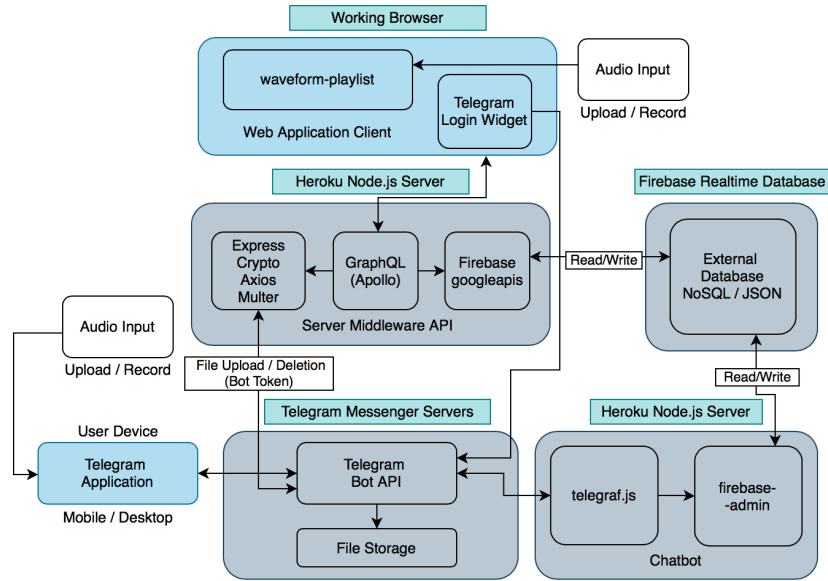 Working Browser
waveform-playlist
Telegram
Login Widget
Web Application Client
Audio Input
Upload / Record
Heroku Node.js Server
Firebase Realtime Database
Express
Crypto
Axios
Multer
GraphQL
(Apollo)
Firebase
googleapis
Server Middleware API
Read/Write
External
Database
NoSQL / JSON
Audio Input
Upload / Record
File Upload / Deletion
(Bot Token)
Read/Write
Telegram Messenger Servers
Heroku Node.js Server
User Device
Telegram
Application
Mobile / Desktop
Telegram
Bot API
File Storage
telegraf.js
firebase-
-admin
Chatbot